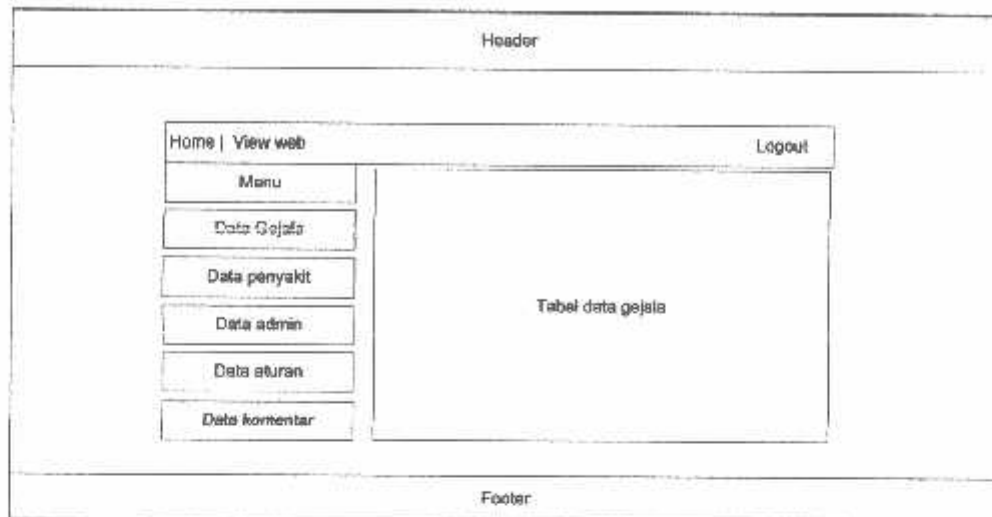 Header
Home | View web Logout
Menu
Data Gejala
Data penyakit
Tabel data gejala
Data admin
Data aturan
Data komentar
Footer